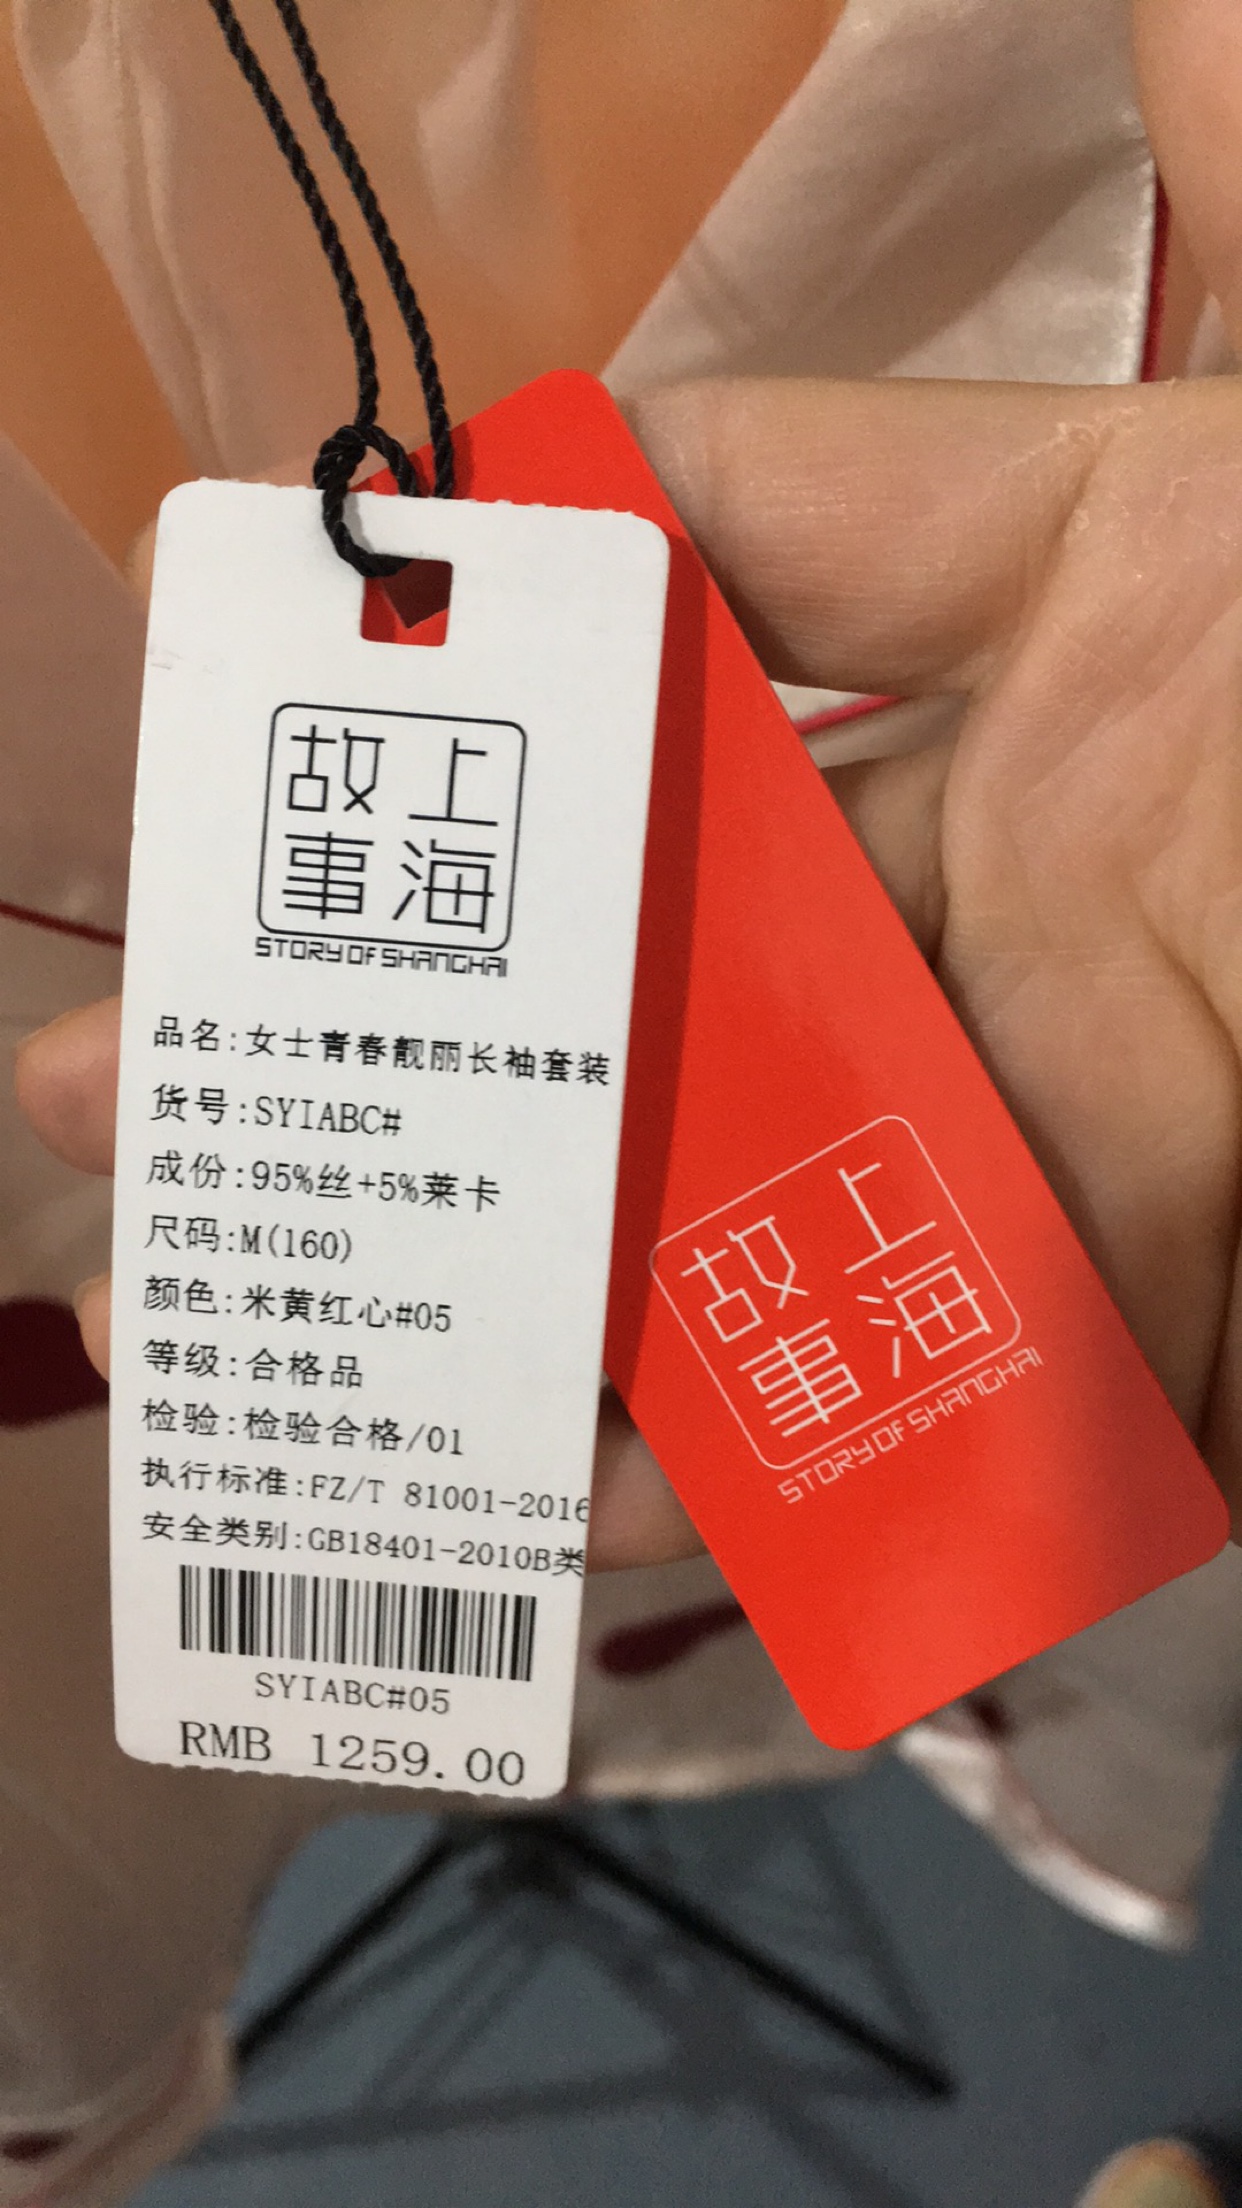 上海
故事
STORY OF SHANGHAI
品名:女士青春靓丽长袖套装
货号:SYIABC#
成份:95%丝+5%莱卡
尺码:M(160)
颜色:米黄红心#05
等级:合格品
检验:检验合格/01
执行标准:FZ/T 81001-2016
安全类别:GB18401-2010B类
SYIABC#05
RMB 1259.00
上海
故事
STORY OF SHANGHAI